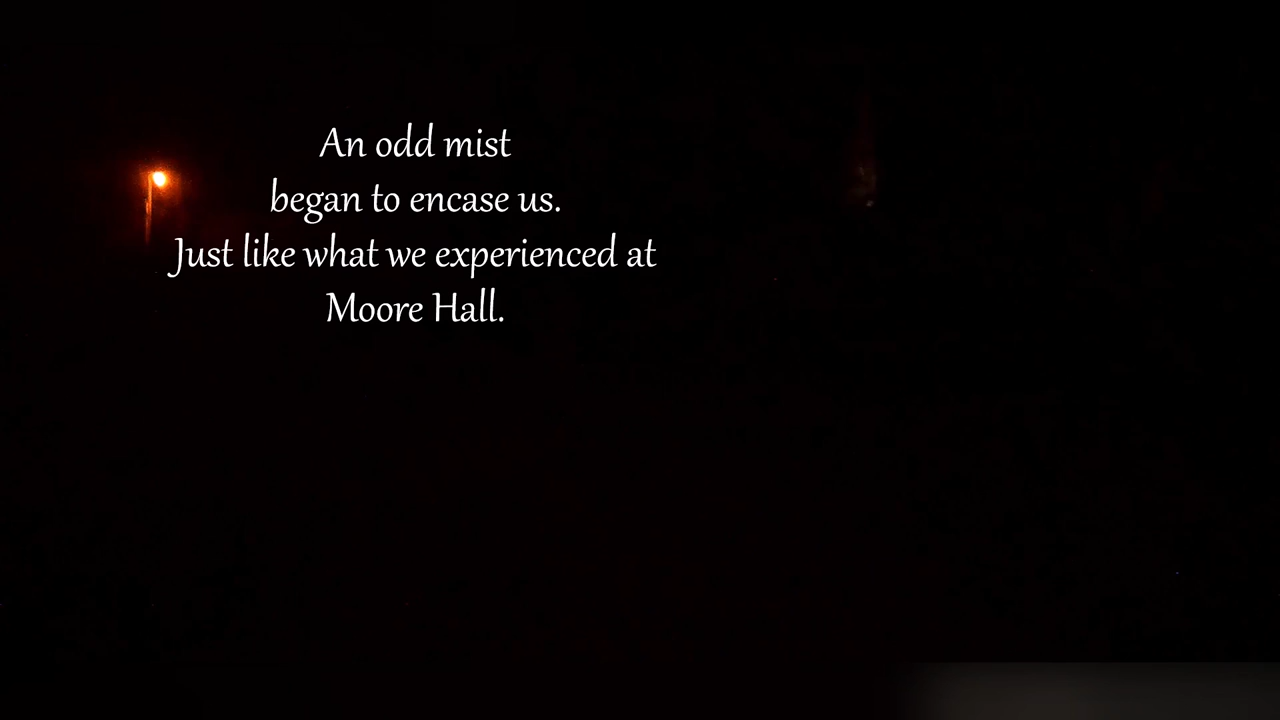 An odd mist
began to encase us.
Just like what we experienced at
Moore Hall.